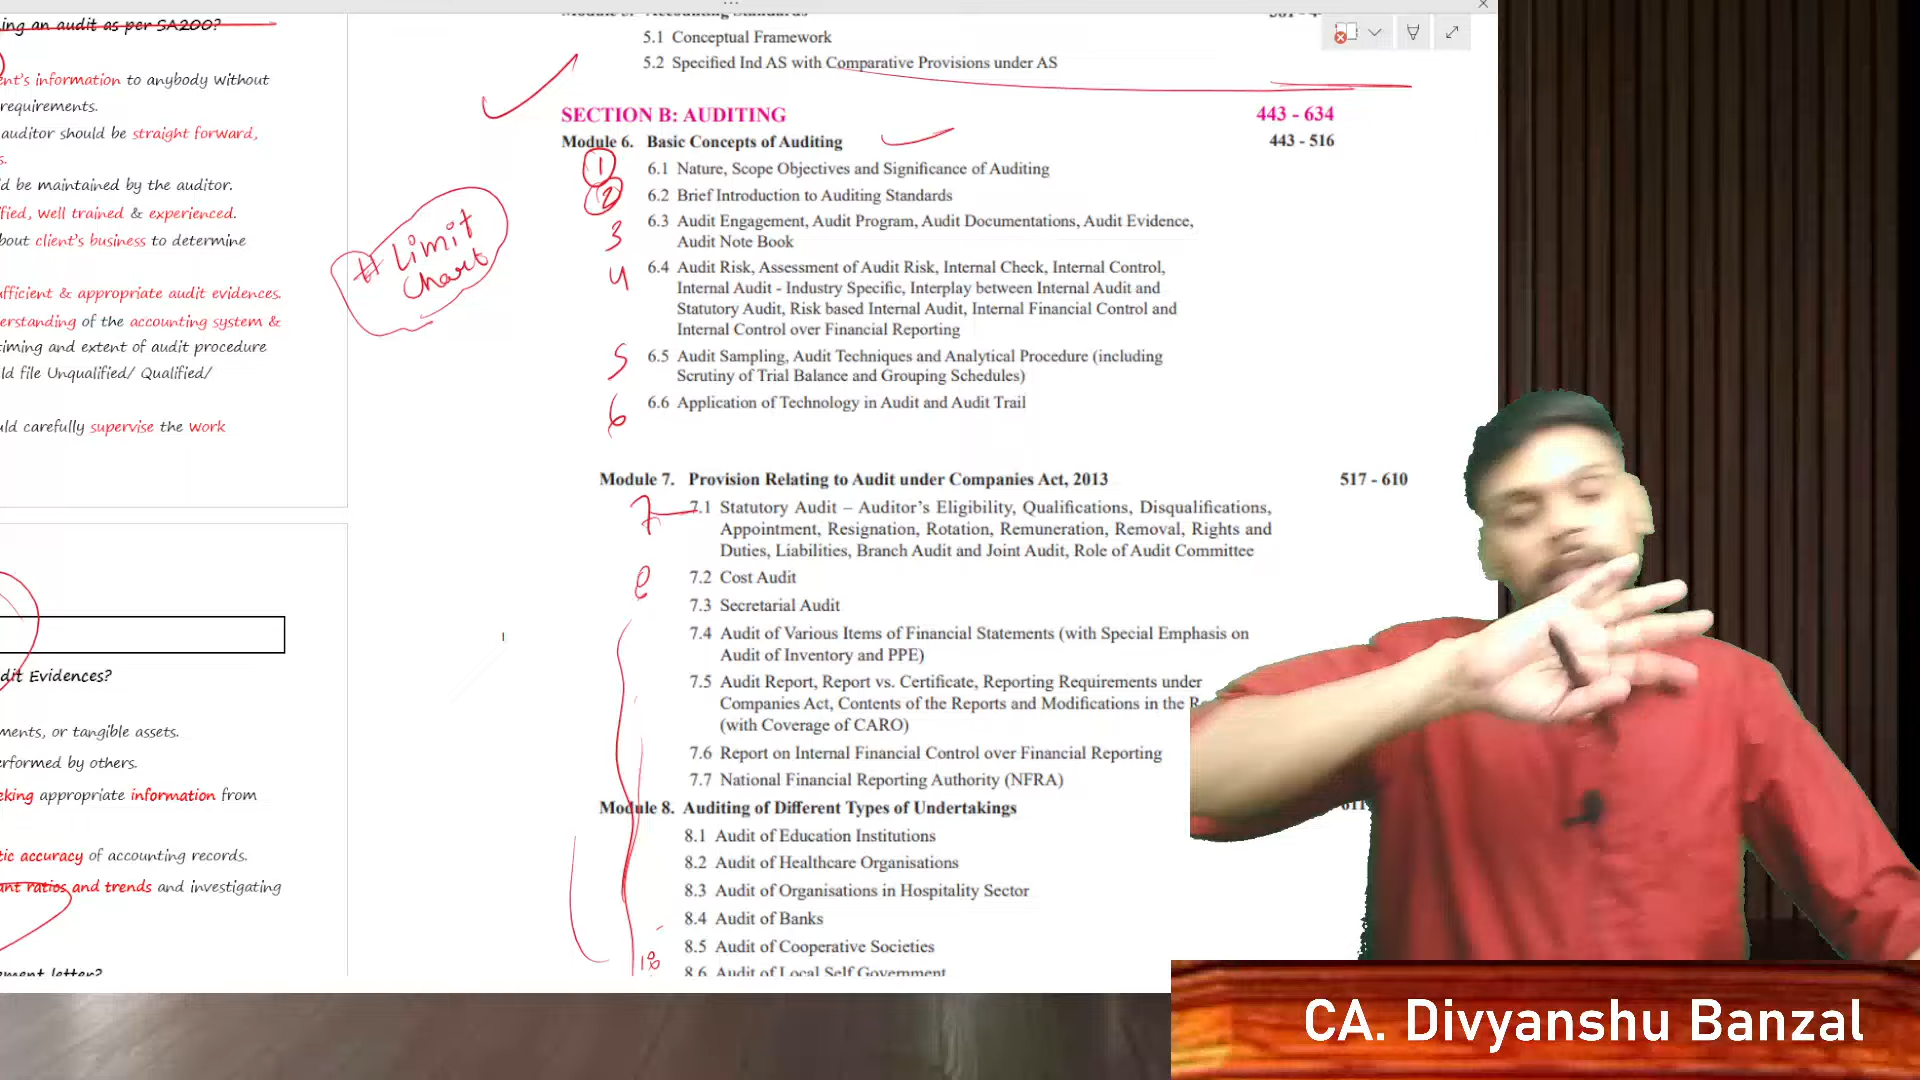 ing an audit as per SA200?
ent's information to anybody without
requirements.
auditor should be straight forward,
s.
d be maintained by the auditor.
fied, well trained & experienced.
bout client's business to determine
ufficient & appropriate audit evidences.
erstanding of the accounting system &
timing and extent of audit procedure
ld file Unqualified/ Qualified/
uld carefully supervise the work
dit Evidences?
ments, or tangible assets.
erformed by others.
eking appropriate information from
tic accuracy of accounting records.
ant ratios and trends and investigating
ement letter?
# Limit
chart
5.1 Conceptual Framework
5.2 Specified Ind AS with Comparative Provisions under AS
SECTION B: AUDITING 443 - 634
Module 6. Basic Concepts of Auditing 443 - 516
1 6.1 Nature, Scope Objectives and Significance of Auditing
2 6.2 Brief Introduction to Auditing Standards
3 6.3 Audit Engagement, Audit Program, Audit Documentations, Audit Evidence,
Audit Note Book
4 6.4 Audit Risk, Assessment of Audit Risk, Internal Check, Internal Control,
Internal Audit - Industry Specific, Interplay between Internal Audit and
Statutory Audit, Risk based Internal Audit, Internal Financial Control and
Internal Control over Financial Reporting
5 6.5 Audit Sampling, Audit Techniques and Analytical Procedure (including
Scrutiny of Trial Balance and Grouping Schedules)
6 6.6 Application of Technology in Audit and Audit Trail
Module 7. Provision Relating to Audit under Companies Act, 2013 517 - 610
7 7.1 Statutory Audit – Auditor's Eligibility, Qualifications, Disqualifications,
Appointment, Resignation, Rotation, Remuneration, Removal, Rights and
Duties, Liabilities, Branch Audit and Joint Audit, Role of Audit Committee
8 7.2 Cost Audit
7.3 Secretarial Audit
7.4 Audit of Various Items of Financial Statements (with Special Emphasis on
Audit of Inventory and PPE)
7.5 Audit Report, Report vs. Certificate, Reporting Requirements under
Companies Act, Contents of the Reports and Modifications in the
(with Coverage of CARO)
7.6 Report on Internal Financial Control over Financial Reporting
7.7 National Financial Reporting Authority (NFRA)
Module 8. Auditing of Different Types of Undertakings
8.1 Audit of Education Institutions
8.2 Audit of Healthcare Organisations
8.3 Audit of Organisations in Hospitality Sector
8.4 Audit of Banks
8.5 Audit of Cooperative Societies
18 8.6 Audit of Local Self Government
CA. Divyanshu Banzal